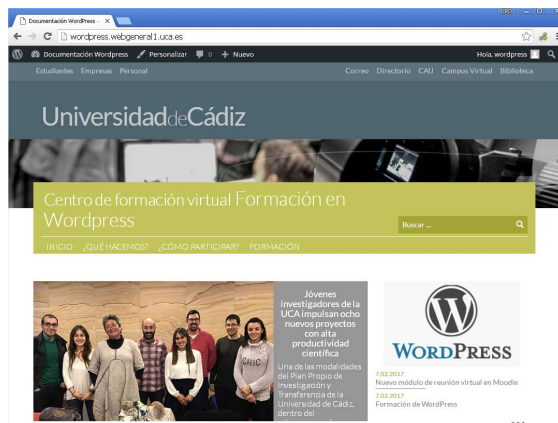 Documentación WordPress –
wordpress.webgeneral1.uca.es
Documentación Wordpress Personalizar 0 Nuevo Hola, wordpress
Estudiantes Empresas Personal Correo Directorio CAU Campus Virtual Biblioteca
UniversidaddeCádiz
Centro de formación virtual Formación en
Wordpress
Buscar ...
INICIO ¿QUÉ HACEMOS? ¿CÓMO PARTICIPAR? FORMACIÓN
Jóvenes
investigadores de la
UCA impulsan ocho
nuevos proyectos
con alta
productividad
científica
Una de las modalidades
del Plan Propio de
Investigación y
Transferencia de la
Universidad de Cádiz,
dentro del
WORDPRESS
7.02.2017
Nuevo módulo de reunión virtual en Moodle
7.02.2017
Formación de WordPress